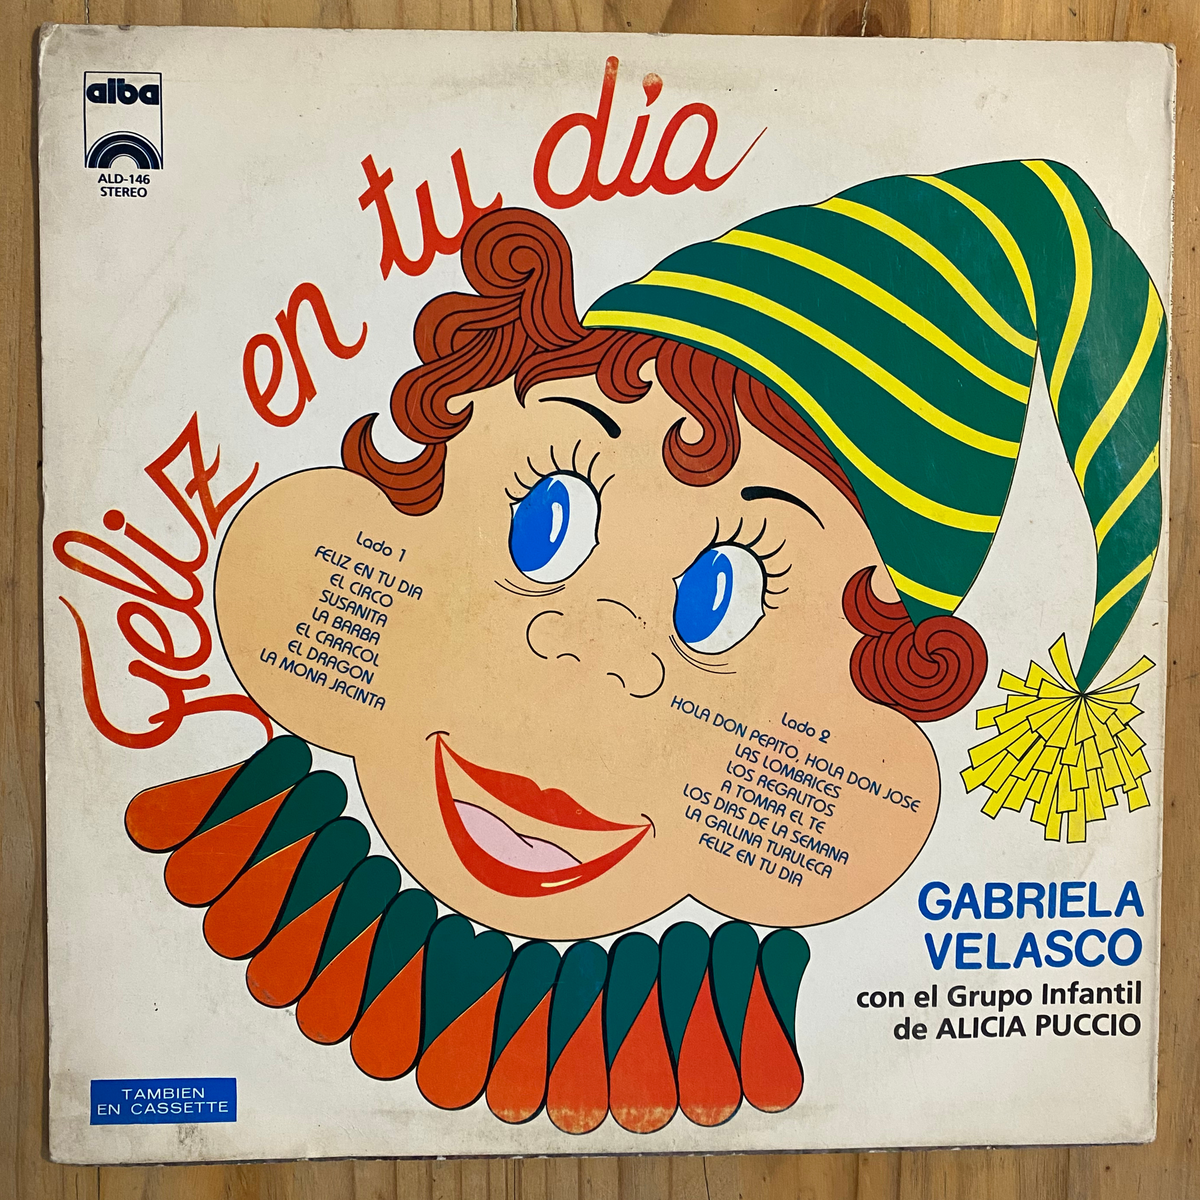 alba
ALD-146
STEREO
Feliz en tu día
Lado 1
FELIZ EN TU DIA
EL CIRCO
SUSANITA
LA BARBA
EL CARACOL
EL DRAGON
LA MONA JACINTA
Lado 2
HOLA DON PEPITO, HOLA DON JOSE
LAS LOMBRICES
LOS REGALITOS
A TOMAR EL TE
LOS DIAS DE LA SEMANA
LA GALLINA TURULECA
FELIZ EN TU DIA
GABRIELA
VELASCO
con el Grupo Infantil
de ALICIA PUCCIO
TAMBIEN
EN CASSETTE